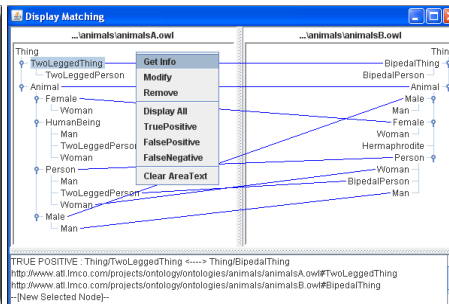 Display Matching
...\animals\animalsA.owl
...\animals\animalsB.owl
Thing
TwoLeggedThing
TwoLeggedPerson
Animal
Female
Woman
HumanBeing
Man
TwoLeggedPerson
Woman
Person
Man
TwoLeggedPerson
Woman
Male
Man
Get Info
Modify
Remove
Display All
TruePositive
FalsePositive
FalseNegative
Clear AreaText
Thin
BipedalThing
BipedalPerson
Animal
Male
Man
Female
Woman
Hermaphrodite
Person
Woman
BipedalPerson
Man
TRUE POSITIVE : Thing/TwoLeggedThing <----> Thing/BipedalThing
http://www.atl.lmco.com/projects/ontology/ontologies/animals/animalsA.owl#TwoLeggedThing
http://www.atl.lmco.com/projects/ontology/ontologies/animals/animalsB.owl#BipedalThing
--[New Selected Node]--